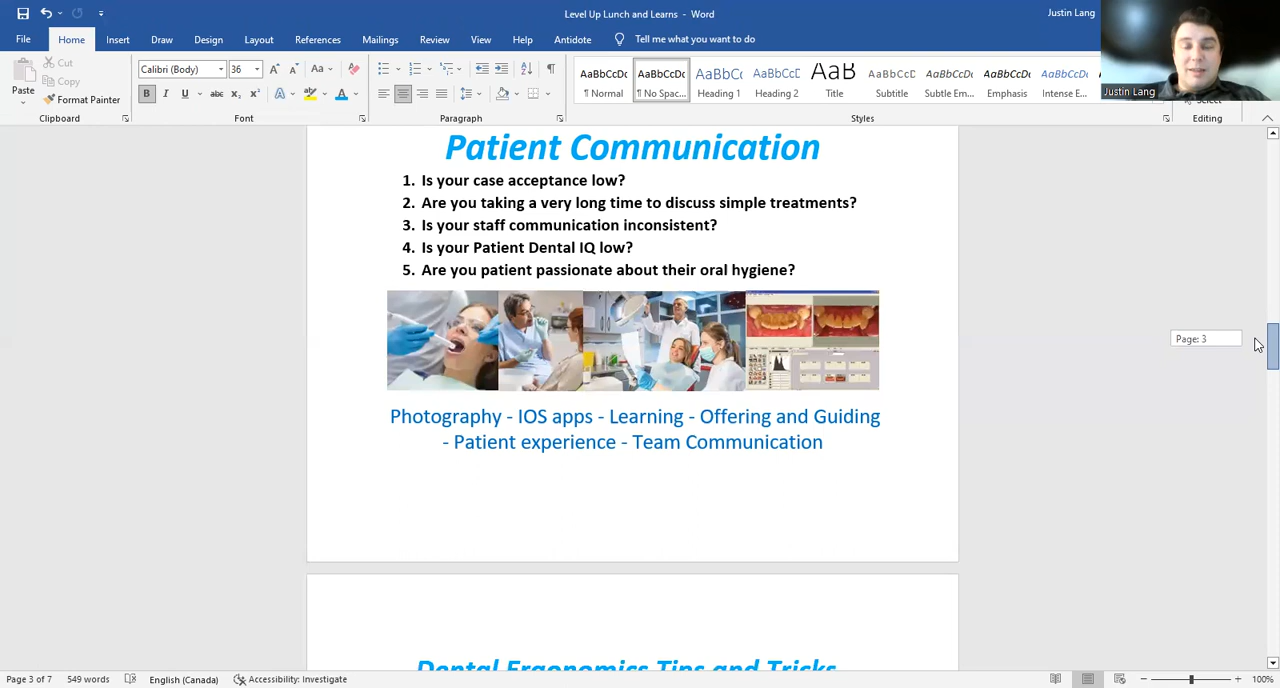 Level Up Lunch and Learns - Word
Justin Lang
File Home Insert Draw Design Layout References Mailings Review View Help Antidote Tell me what you want to do
Paste
Cut
Copy
Format Painter
Clipboard
Calibri (Body) 36
Font
Paragraph
AaBbCcDc AaBbCcDc AaBbCc AaBbCcD AaB AaBbCcD AaBbCcDc AaBbCcDc AaBbCcDc
¶ Normal ¶ No Spac... Heading 1 Heading 2 Title Subtitle Subtle Em... Emphasis Intense E...
Styles
Justin Lang
Select
Editing
Patient Communication
1. Is your case acceptance low?
2. Are you taking a very long time to discuss simple treatments?
3. Is your staff communication inconsistent?
4. Is your Patient Dental IQ low?
5. Are you patient passionate about their oral hygiene?
Page: 3
Photography - IOS apps - Learning - Offering and Guiding
- Patient experience - Team Communication
Dental Ergonomics Tips and Tricks
Page 3 of 7 549 words English (Canada) Accessibility: Investigate 100%